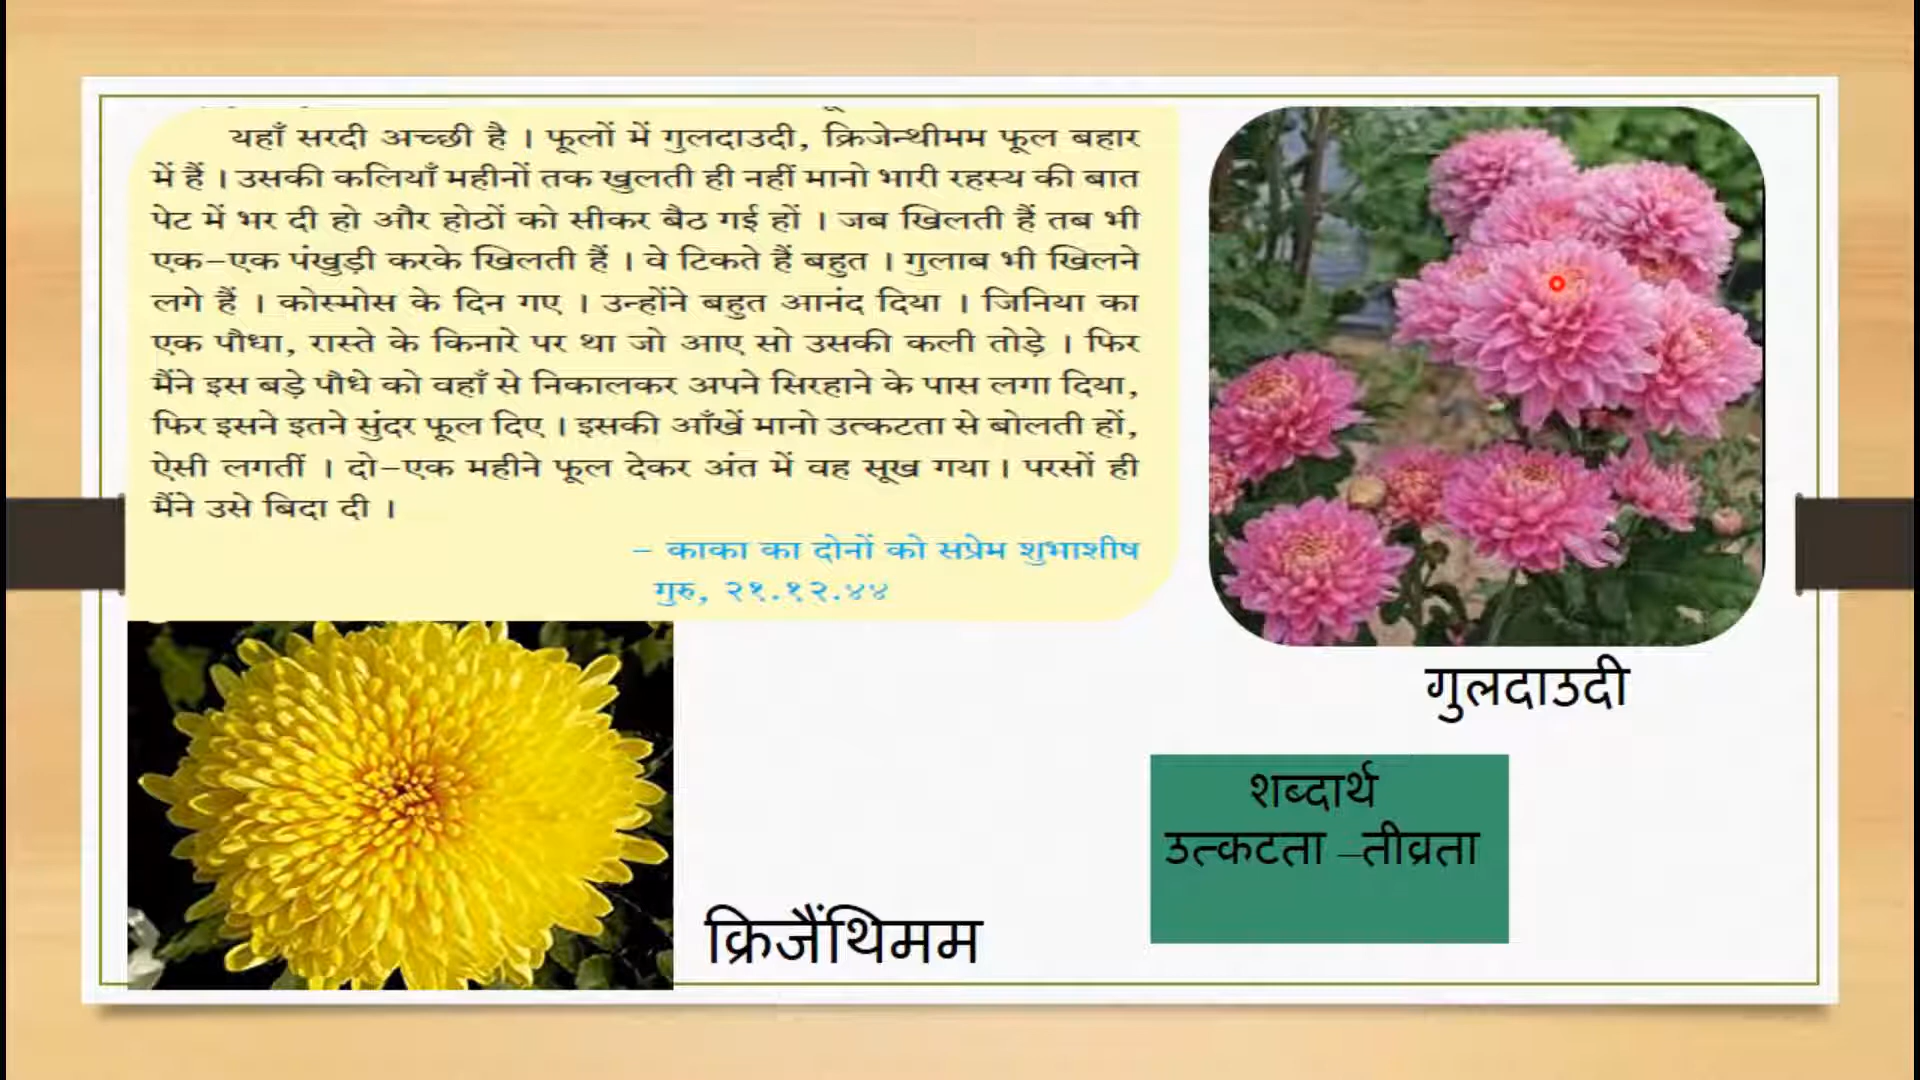 यहाँ सरदी अच्छी है । फूलों में गुलदाउदी, क्रिजेन्थीमम फूल बहार
में हैं । उसकी कलियाँ महीनों तक खुलती ही नहीं मानो भारी रहस्य की बात
पेट में भर दी हो और होठों को सीकर बैठ गई हों । जब खिलती हैं तब भी
एक-एक पंखुड़ी करके खिलती हैं । वे टिकते हैं बहुत । गुलाब भी खिलने
लगे हैं । कोस्मोस के दिन गए । उन्होंने बहुत आनंद दिया । जिनिया का
एक पौधा, रास्ते के किनारे पर था जो आए सो उसकी कली तोड़े । फिर
मैंने इस बड़े पौधे को वहाँ से निकालकर अपने सिरहाने के पास लगा दिया,
फिर इसने इतने सुंदर फूल दिए । इसकी आँखें मानो उत्कटता से बोलती हों,
ऐसी लगतीं । दो-एक महीने फूल देकर अंत में वह सूख गया । परसों ही
मैंने उसे बिदा दी ।
- काका का दोनों को सप्रेम शुभाशीष
गुरु, २१.१२.४४
गुलदाउदी
शब्दार्थ
उत्कटता –तीव्रता
क्रिजैंथिमम